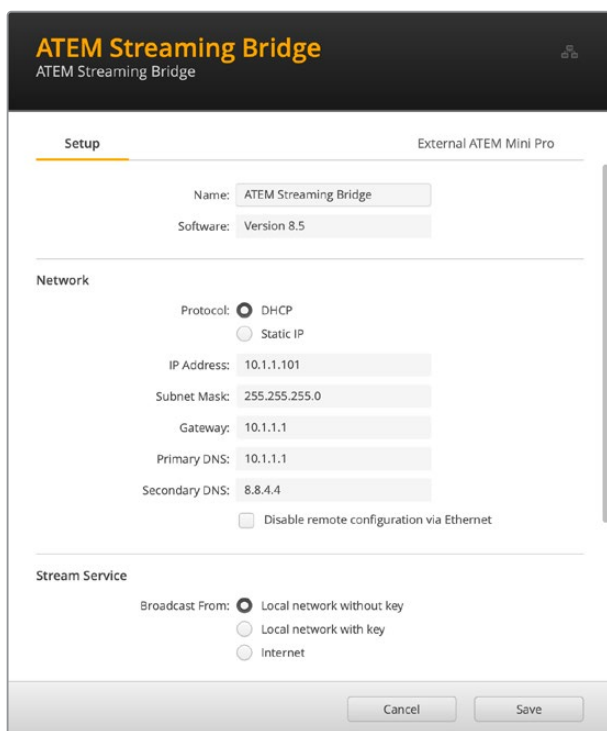 ATEM Streaming Bridge
ATEM Streaming Bridge
Setup External ATEM Mini Pro
Name: ATEM Streaming Bridge
Software: Version 8.5
Network
Protocol: DHCP
Static IP
IP Address: 10.1.1.101
Subnet Mask: 255.255.255.0
Gateway: 10.1.1.1
Primary DNS: 10.1.1.1
Secondary DNS: 8.8.4.4
Disable remote configuration via Ethernet
Stream Service
Broadcast From: Local network without key
Local network with key
Internet
Cancel Save